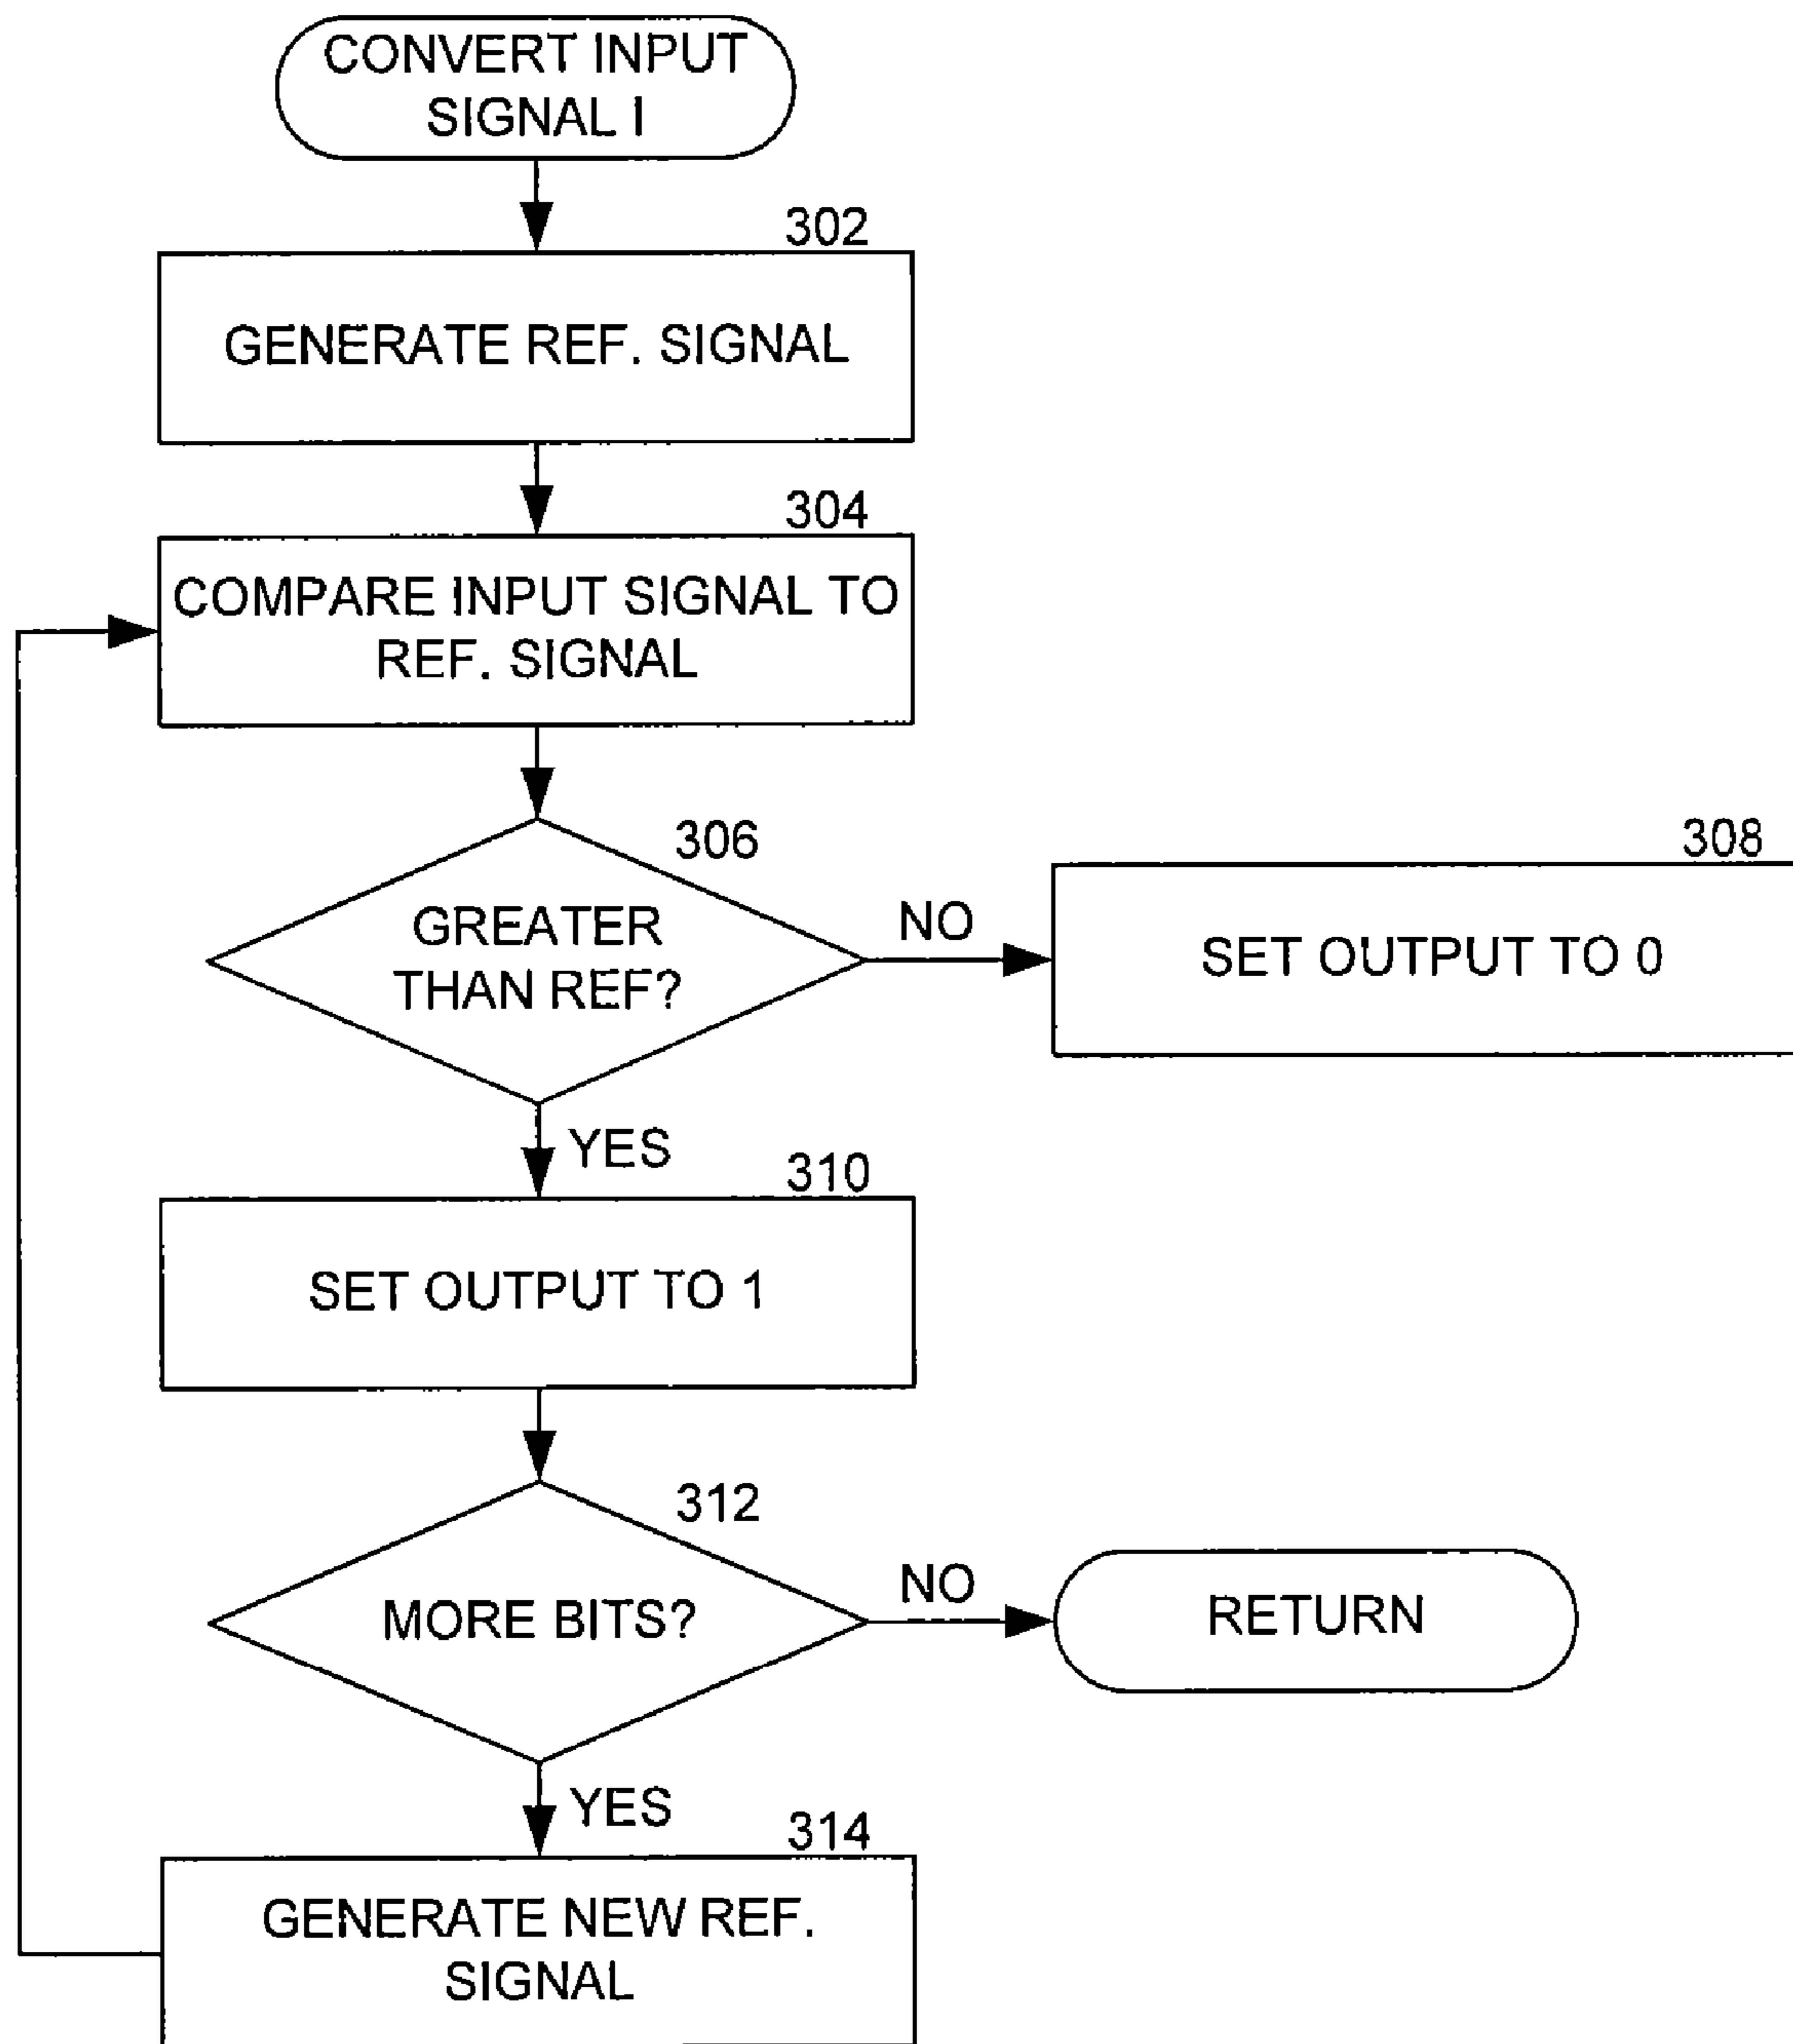 CONVERT INPUT
SIGNAL I
302
GENERATE REF. SIGNAL
304
COMPARE INPUT SIGNAL TO
REF. SIGNAL
306
GREATER
THAN REF?
NO
308
SET OUTPUT TO 0
YES
310
SET OUTPUT TO 1
312
MORE BITS?
NO
RETURN
YES
314
GENERATE NEW REF.
SIGNAL